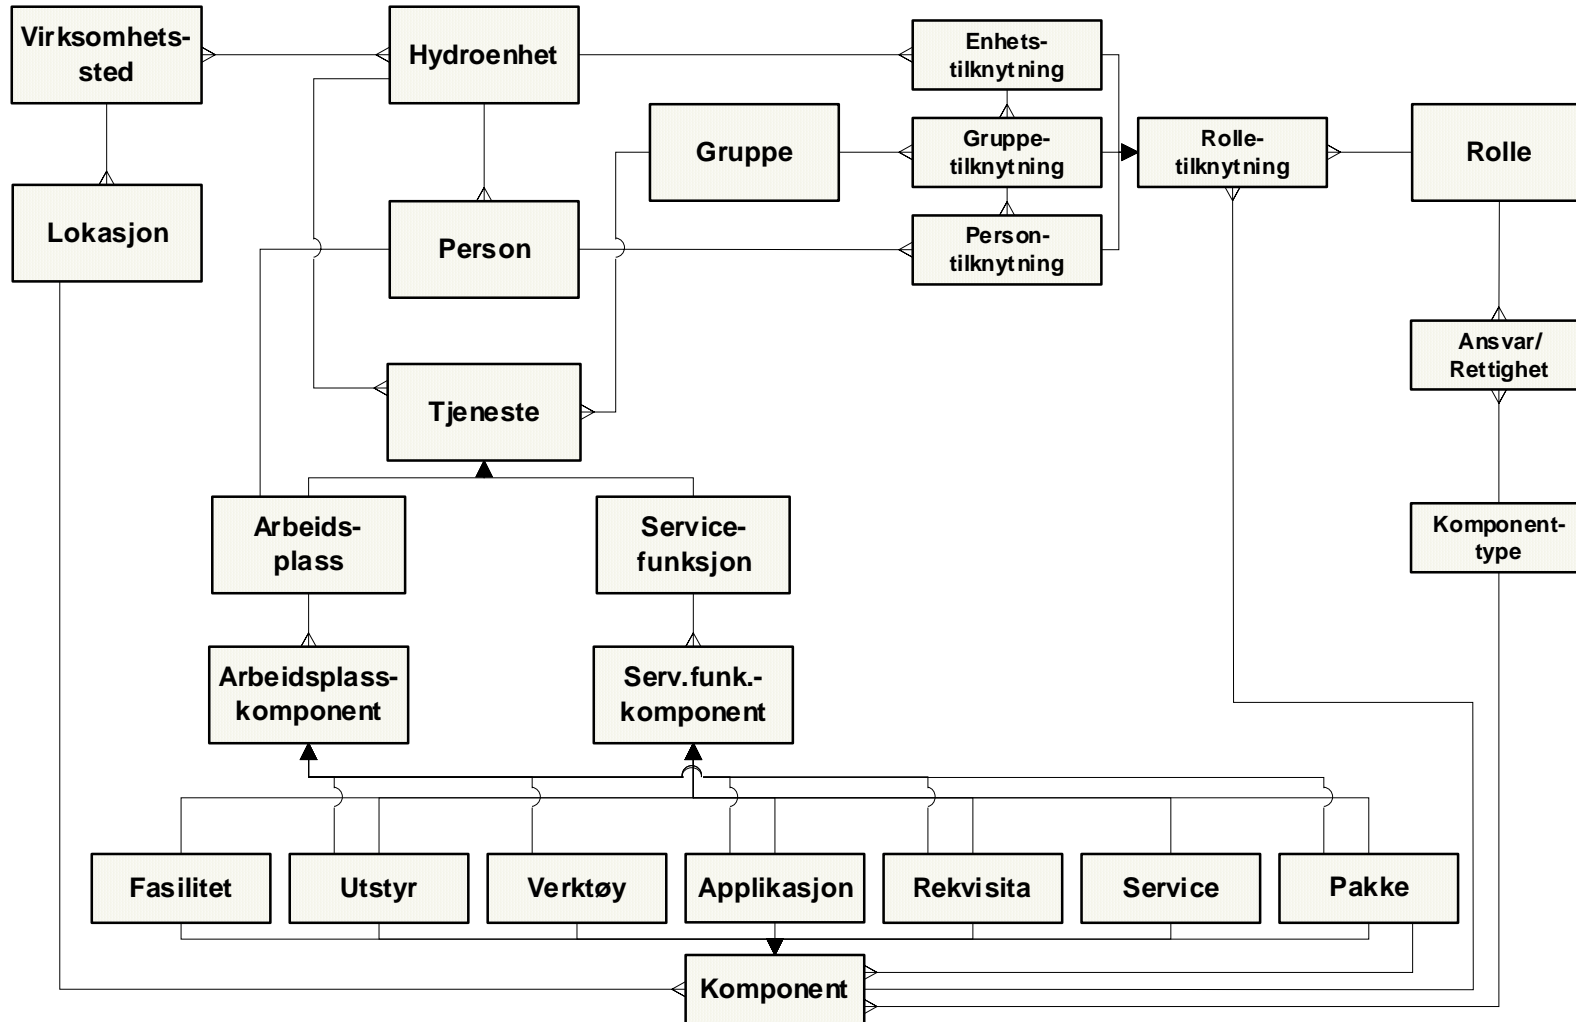 Virksomhets-
sted
Hydroenhet
Enhets-
tilknytning
Gruppe
Gruppe-
tilknytning
Rolle-
tilknytning
Rolle
Lokasjon
Person
Person-
tilknytning
Ansvar/
Rettighet
Tjeneste
Arbeids-
plass
Service-
funksjon
Komponent-
type
Arbeidsplass-
komponent
Serv.funk.-
komponent
Fasilitet
Utstyr
Verktøy
Applikasjon
Rekvisita
Service
Pakke
Komponent